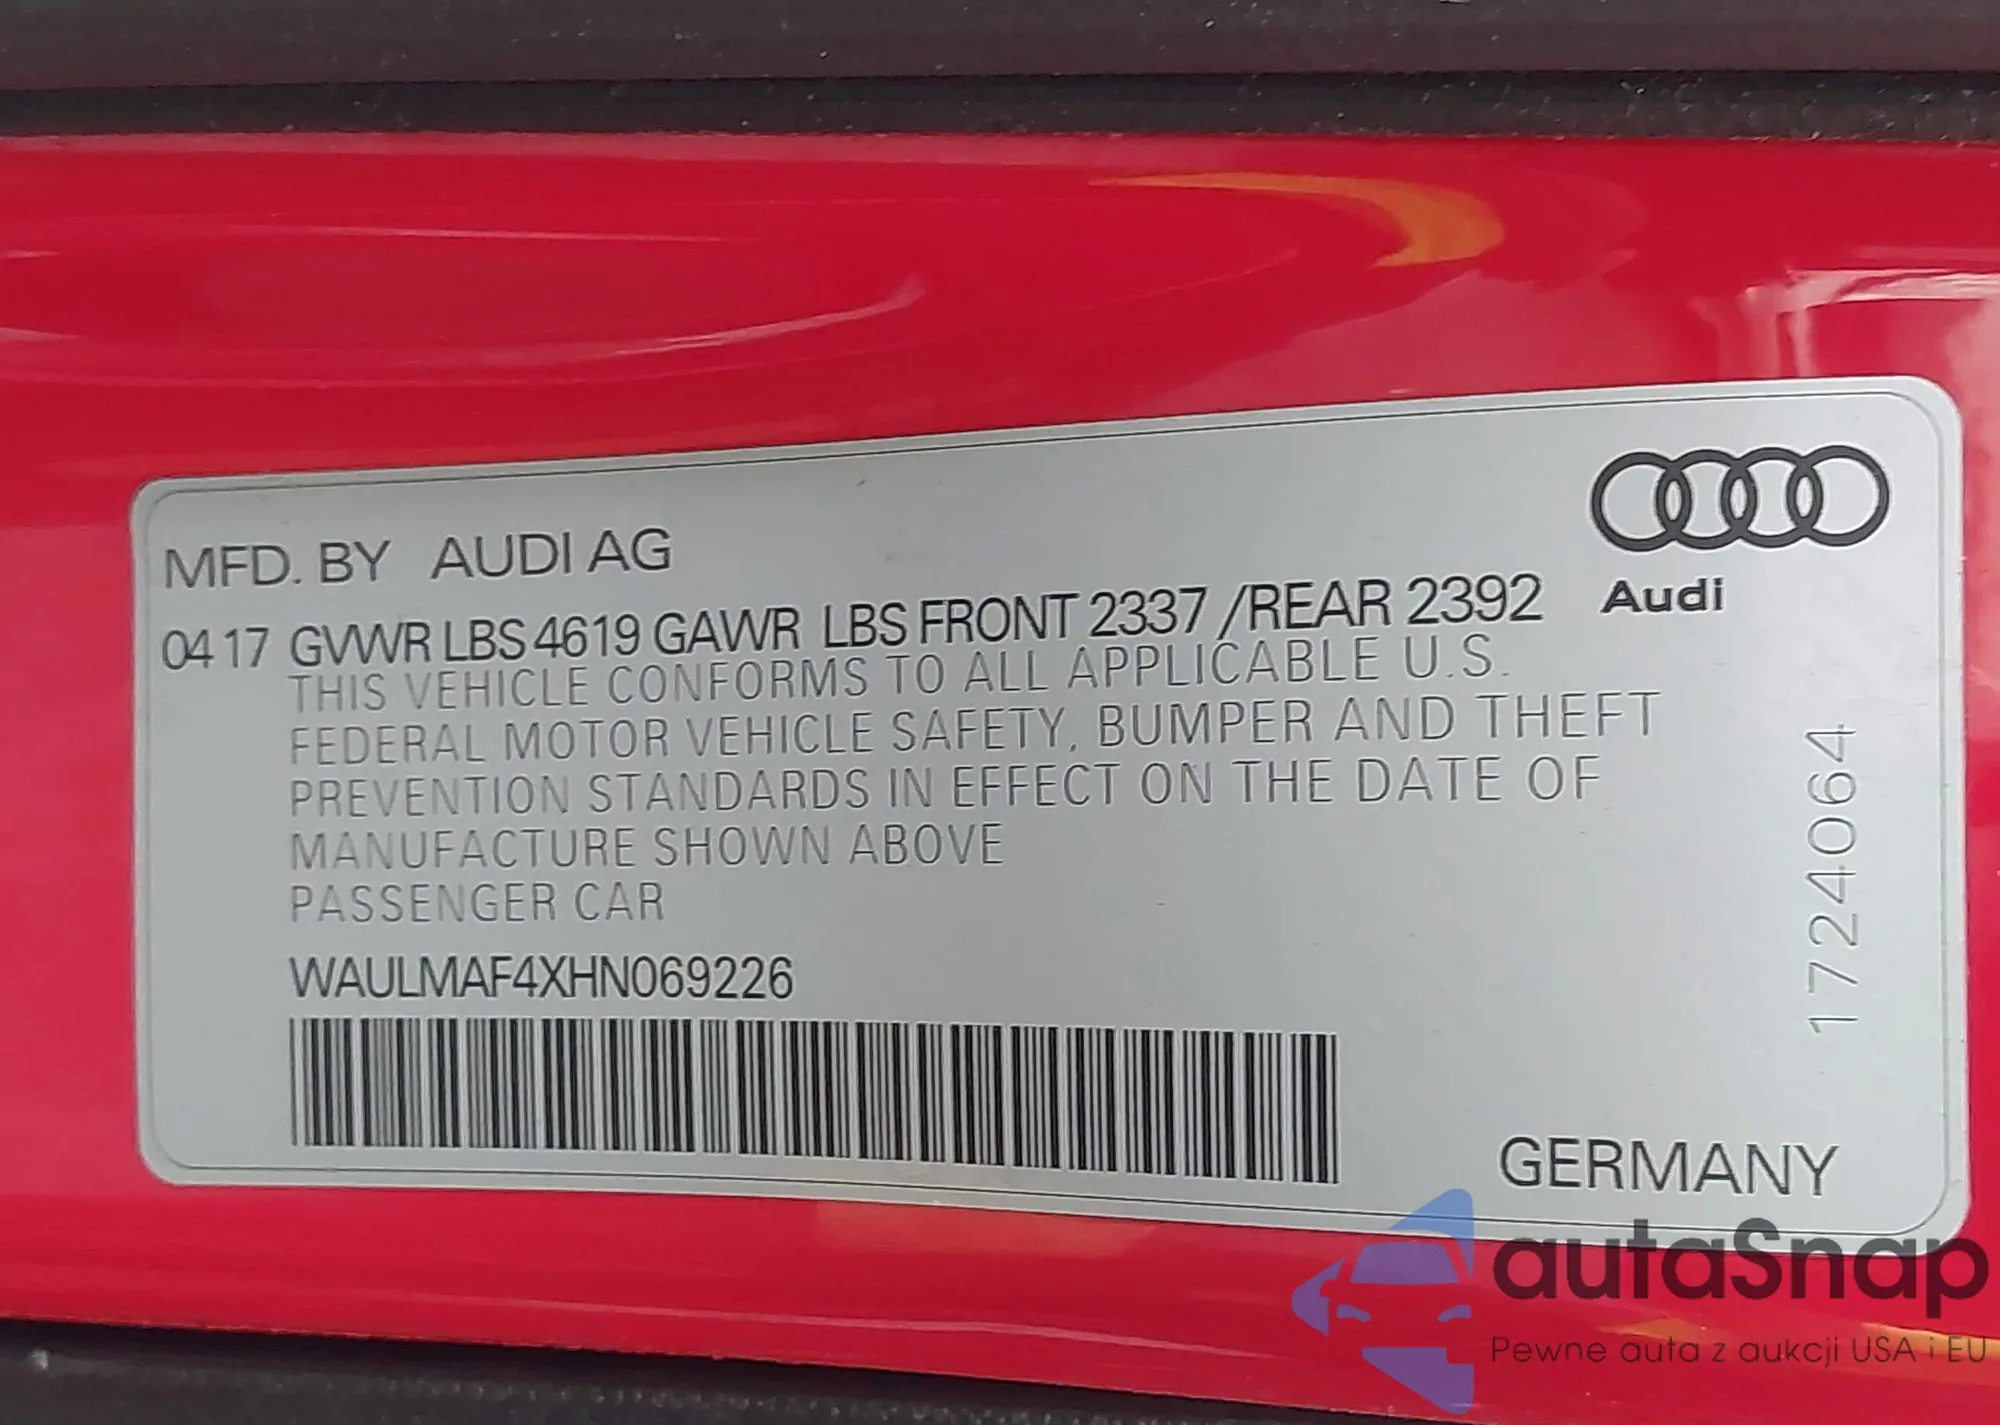 MFD. BY AUDI AG
04 17 GVWR LBS 4619 GAWR LBS FRONT 2337 /REAR 2392
Audi
THIS VEHICLE CONFORMS TO ALL APPLICABLE U.S.
FEDERAL MOTOR VEHICLE SAFETY, BUMPER AND THEFT
PREVENTION STANDARDS IN EFFECT ON THE DATE OF
MANUFACTURE SHOWN ABOVE
PASSENGER CAR
WAULMAF4XHN069226
1724064
GERMANY
autaSnap
Pewne auta z aukcji USA i EU